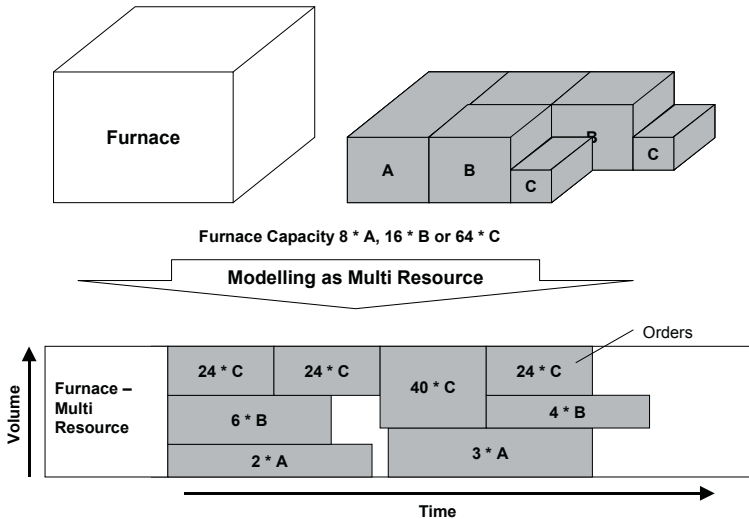 Furnace
A
B
C
B
C
Furnace Capacity 8 * A, 16 * B or 64 * C
Modelling as Multi Resource
Orders
Volume
Furnace –
Multi
Resource
24 * C
24 * C
40 * C
24 * C
6 * B
4 * B
2 * A
3 * A
Time